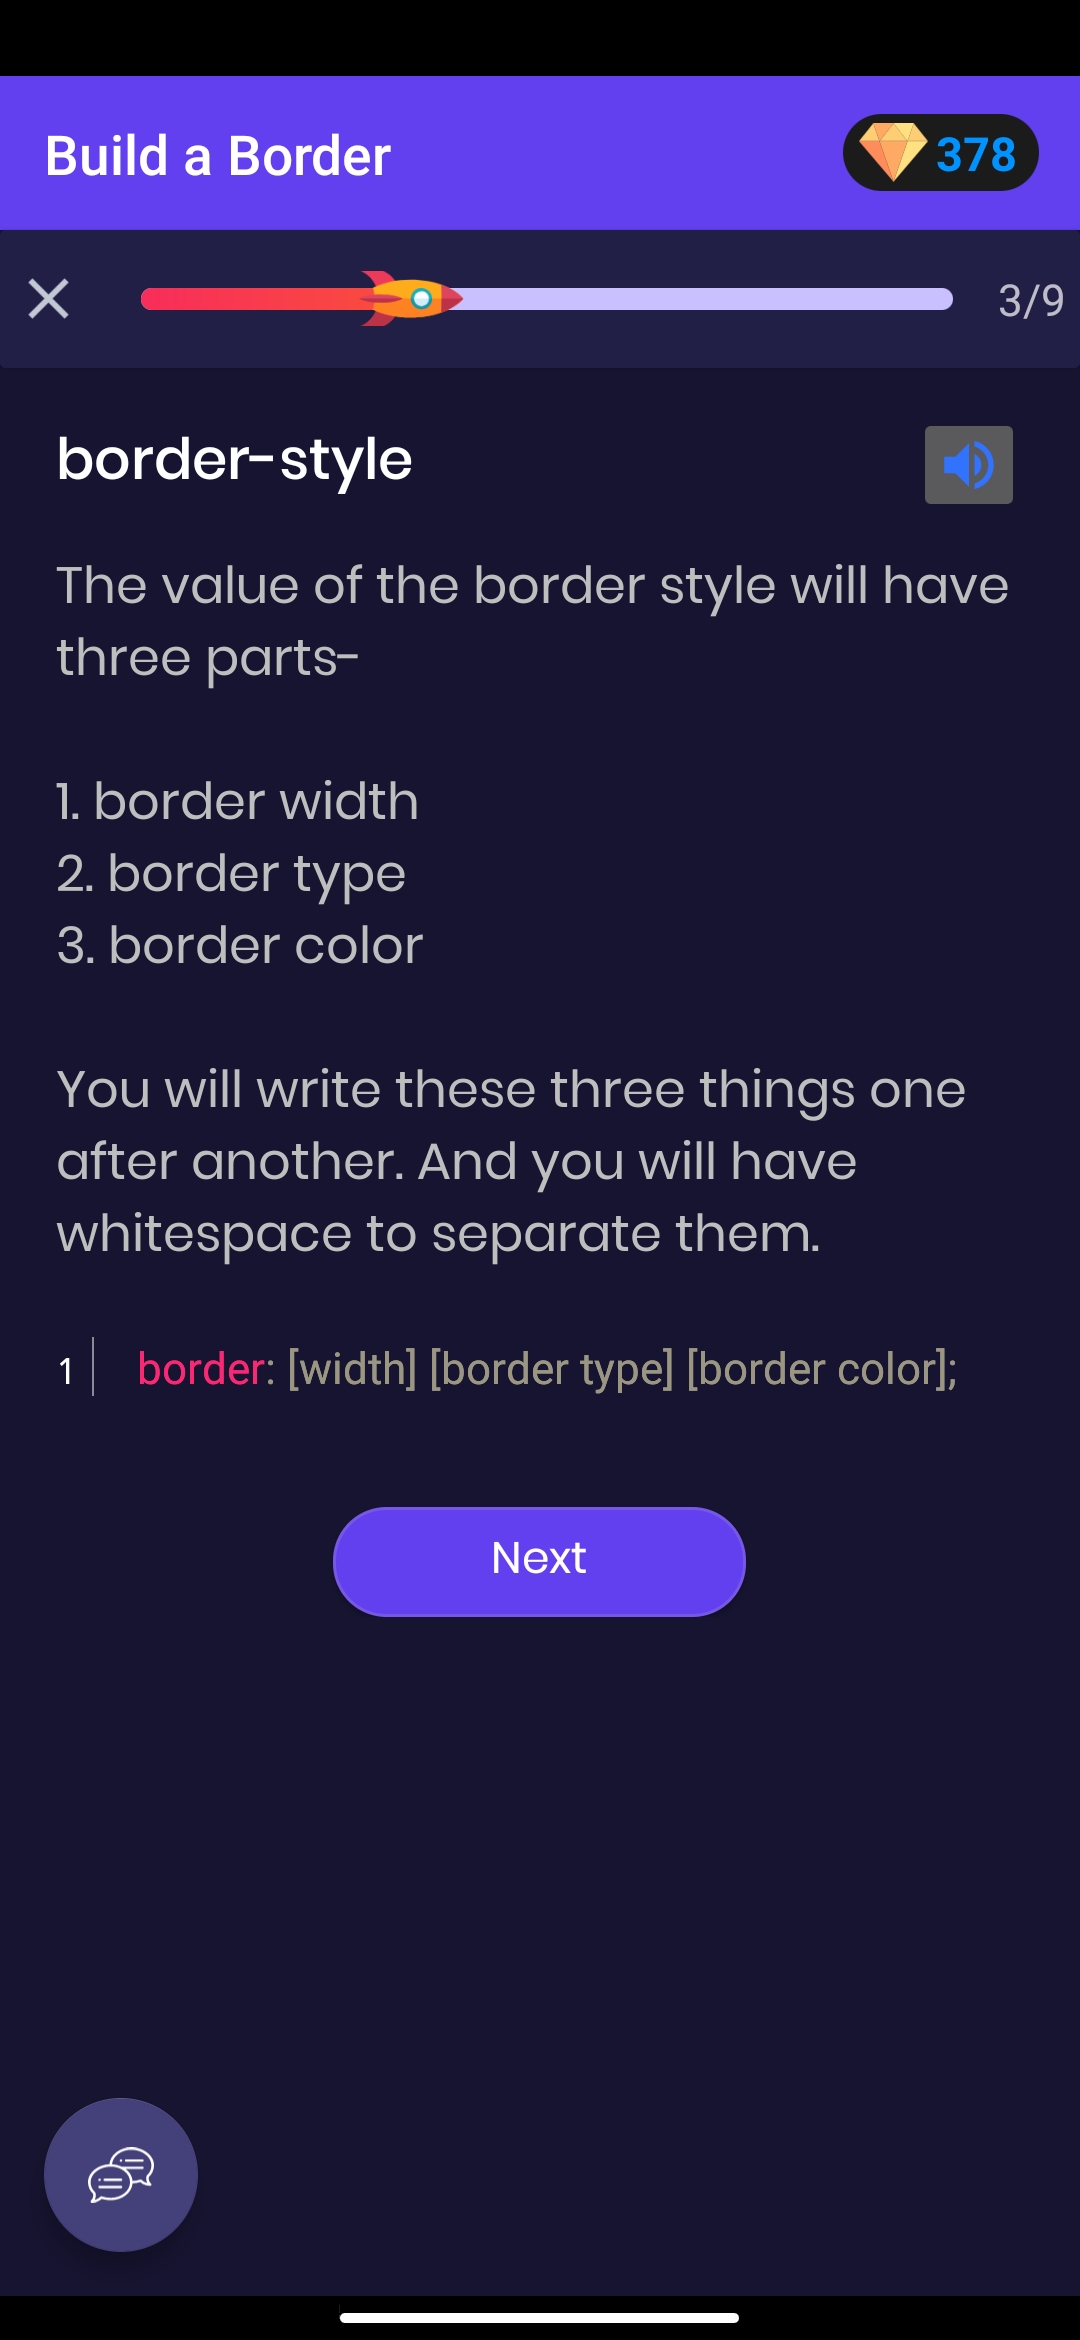 Build a Border
378
3/9
border-style
The value of the border style will have
three parts-
1. border width
2. border type
3. border color
You will write these three things one
after another. And you will have
whitespace to separate them.
1 border: [width] [border type] [border color];
Next